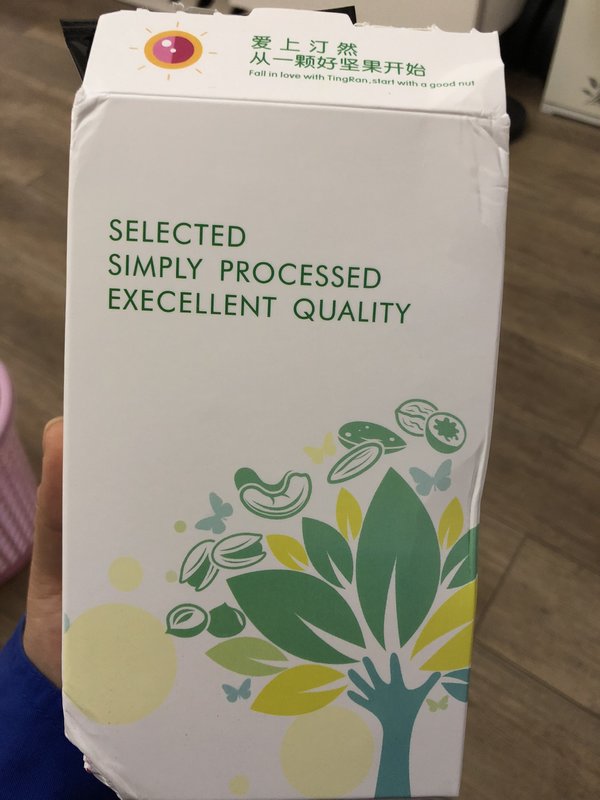 爱上汀然
从一颗好坚果开始
Fall in love with TingRan,start with a good nut
SELECTED
SIMPLY PROCESSED
EXECELLENT QUALITY